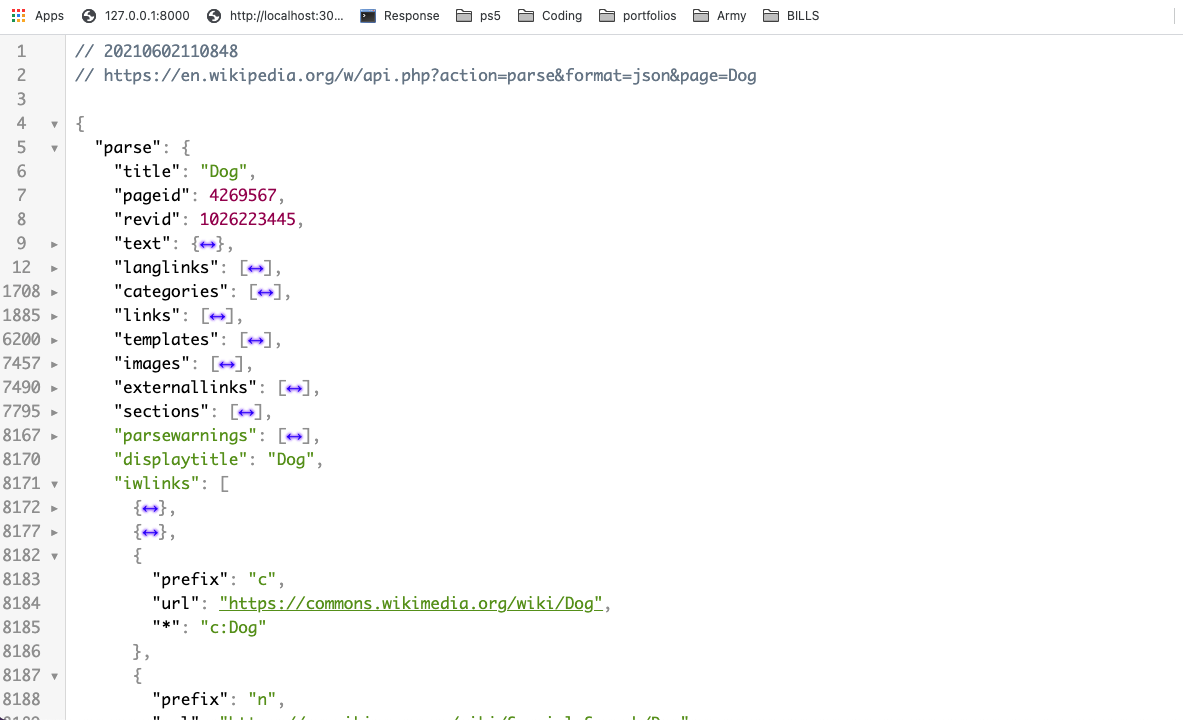 Apps 127.0.0.1:8000 http://localhost:30... Response ps5 Coding portfolios Army BILLS
1 // 20210602110848
2 // https://en.wikipedia.org/w/api.php?action=parse&format=json&page=Dog
3
4 {
5 "parse": {
6 "title": "Dog",
7 "pageid": 4269567,
8 "revid": 1026223445,
9 "text": {↔},
12 "langlinks": [↔],
1708 "categories": [↔],
1885 "links": [↔],
6200 "templates": [↔],
7457 "images": [↔],
7490 "externallinks": [↔],
7795 "sections": [↔],
8167 "parsewarnings": [↔],
8170 "displaytitle": "Dog",
8171 "iwlinks": [
8172 {↔},
8177 {↔},
8182 {
8183 "prefix": "c",
8184 "url": "https://commons.wikimedia.org/wiki/Dog",
8185 "*": "c:Dog"
8186 },
8187 {
8188 "prefix": "n",